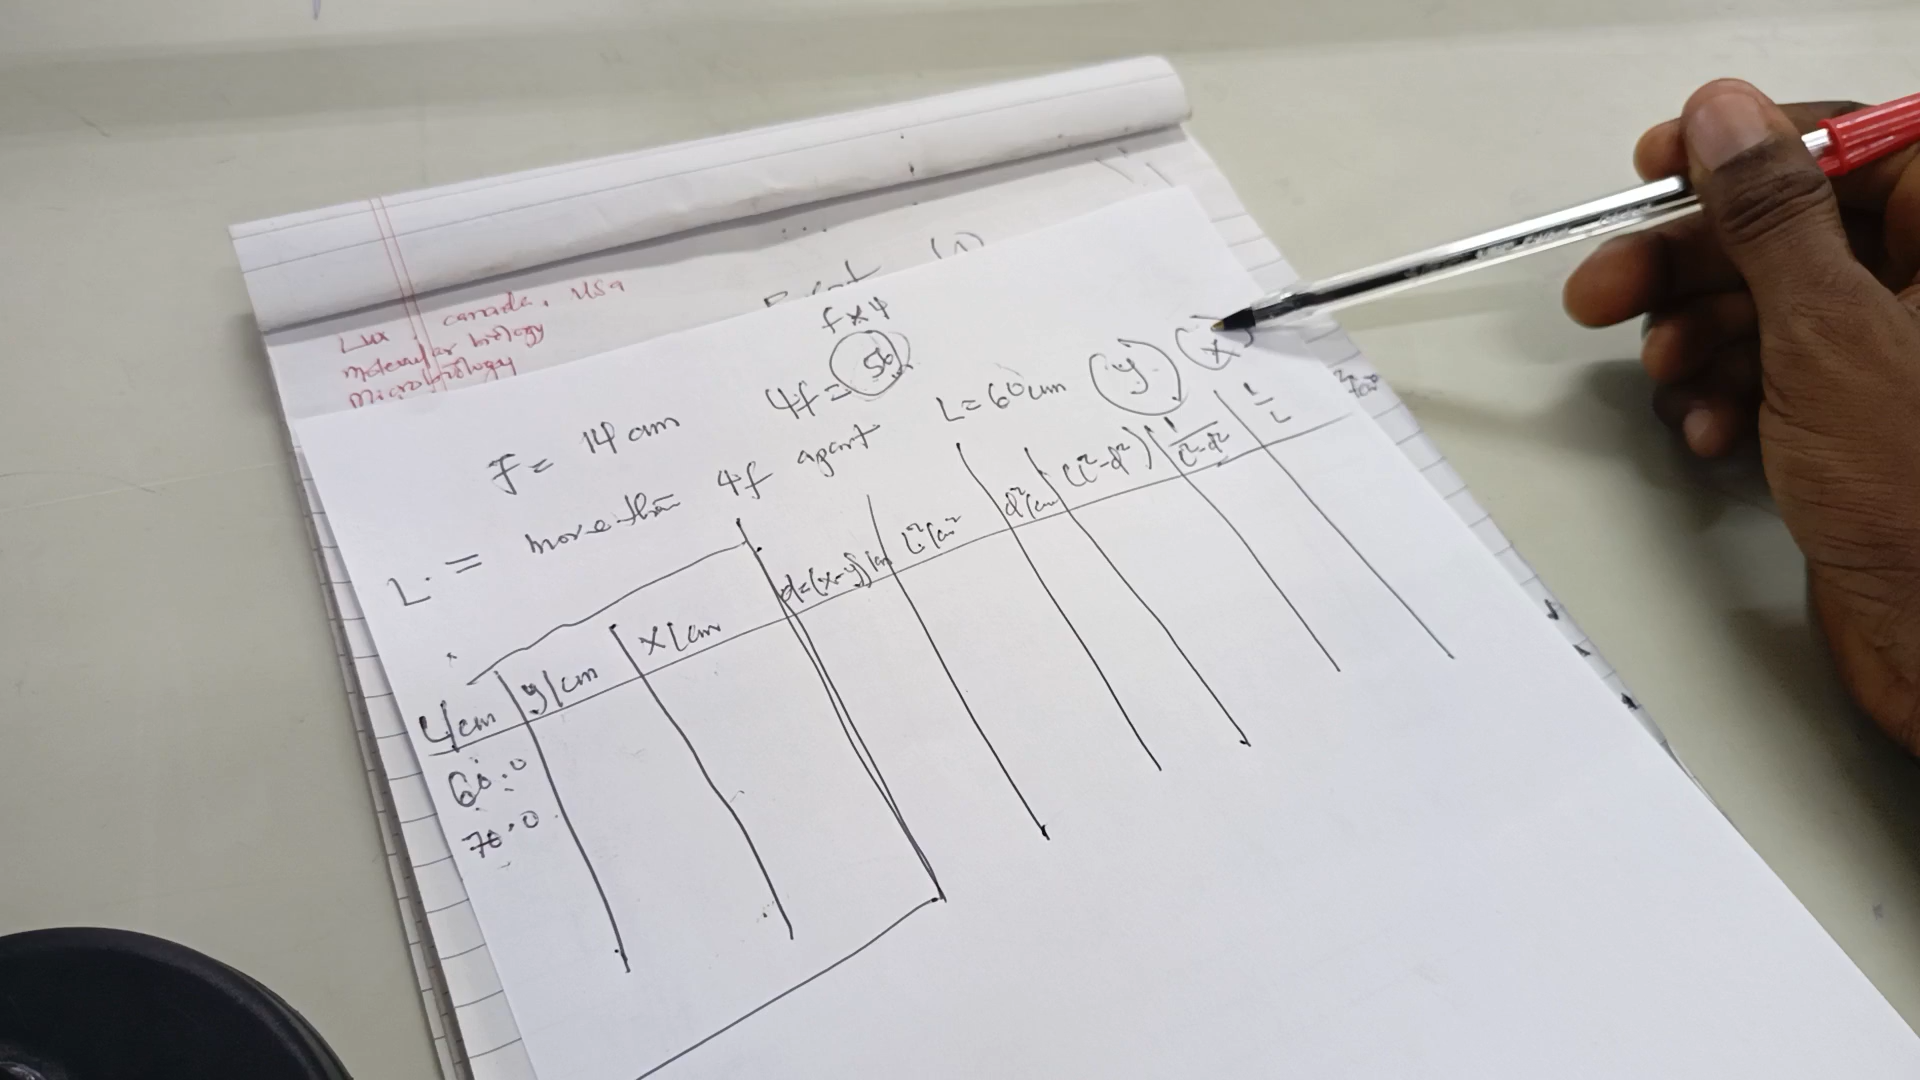 Lux canada, USA
molecular biology
Microbiology
f x 4
f = 14 cm 4f = 56 L = 60 cm (y) (x)
L = more than 4f apart
L/cm y/cm x/cm d=(x-y)/cm L²/cm² d²/cm (L²-d²) 1/L²-d² 1/L
60.0
70.0